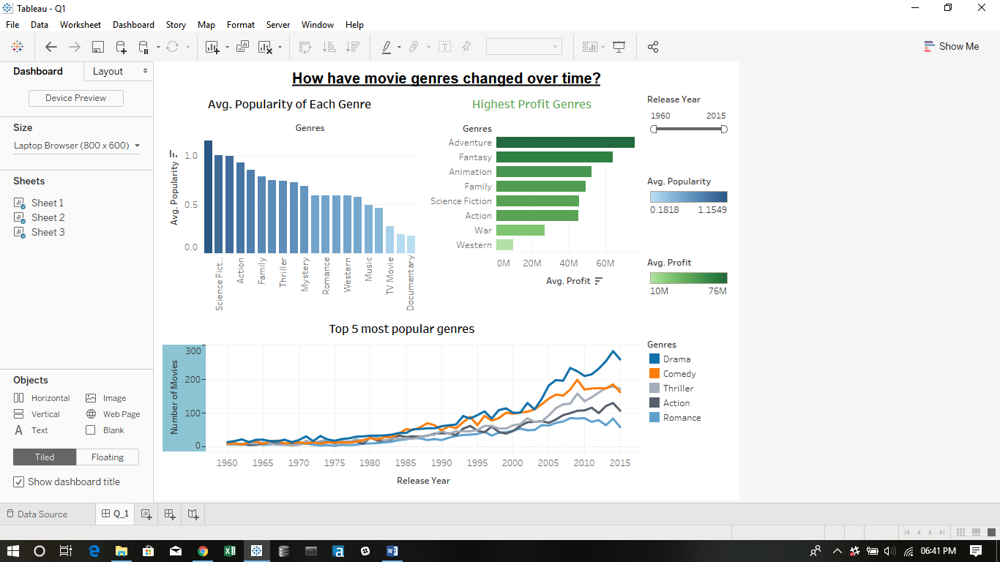 Tableau - Q1
File Data Worksheet Dashboard Story Map Format Server Window Help
Show Me
Dashboard Layout
Device Preview
Size
Laptop Browser (800 x 600)
Sheets
Sheet 1
Sheet 2
Sheet 3
Objects
Horizontal Image
Vertical Web Page
A Text Blank
Tiled Floating
Show dashboard title
How have movie genres changed over time?
Avg. Popularity of Each Genre
Genres
Avg. Popularity
1.0
0.5
0.0
Science Fict..
Action
Family
Thriller
Mystery
Romance
Western
Music
TV Movie
Documentary
Highest Profit Genres
Genres
Adventure
Fantasy
Animation
Family
Science Fiction
Action
War
Western
0M 20M 40M 60M
Avg. Profit
Release Year
1960 2015
Avg. Popularity
0.1818 1.1549
Avg. Profit
10M 76M
Top 5 most popular genres
Number of Movies
300
200
100
0
1960 1965 1970 1975 1980 1985 1990 1995 2000 2005 2010 2015
Release Year
Genres
Drama
Comedy
Thriller
Action
Romance
Data Source Q_1
06:41 PM